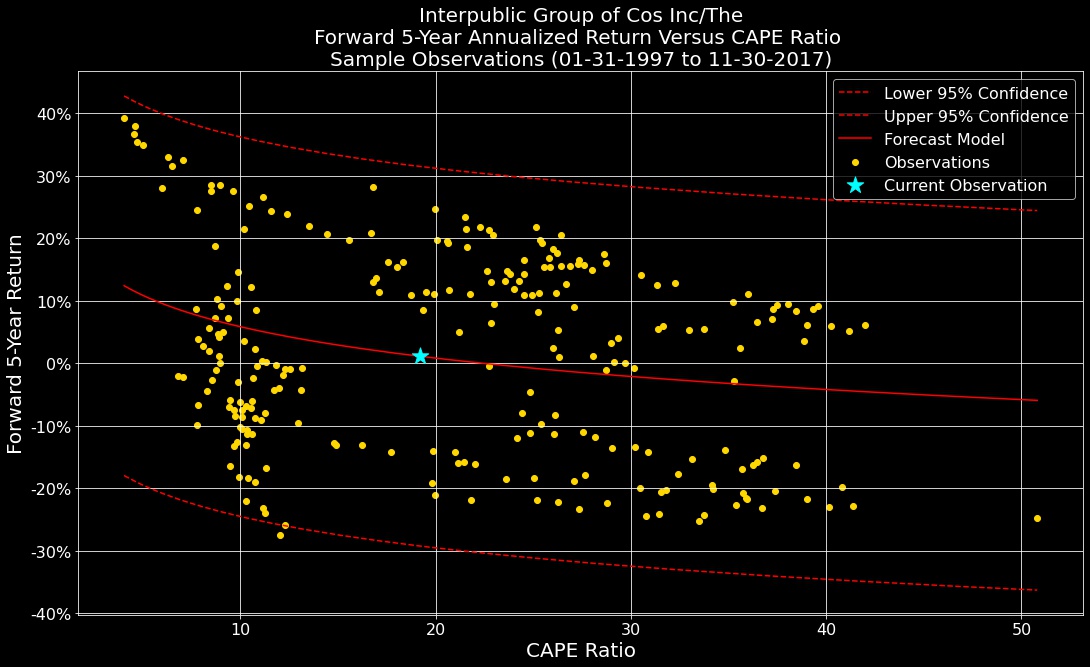 Interpublic Group of Cos Inc/The
Forward 5-Year Annualized Return Versus CAPE Ratio
Sample Observations (01-31-1997 to 11-30-2017)
Lower 95% Confidence
Upper 95% Confidence
Forecast Model
Observations
Current Observation
Forward 5-Year Return
40%
30%
20%
10%
0%
-10%
-20%
-30%
-40%
10 20 30 40 50
CAPE Ratio